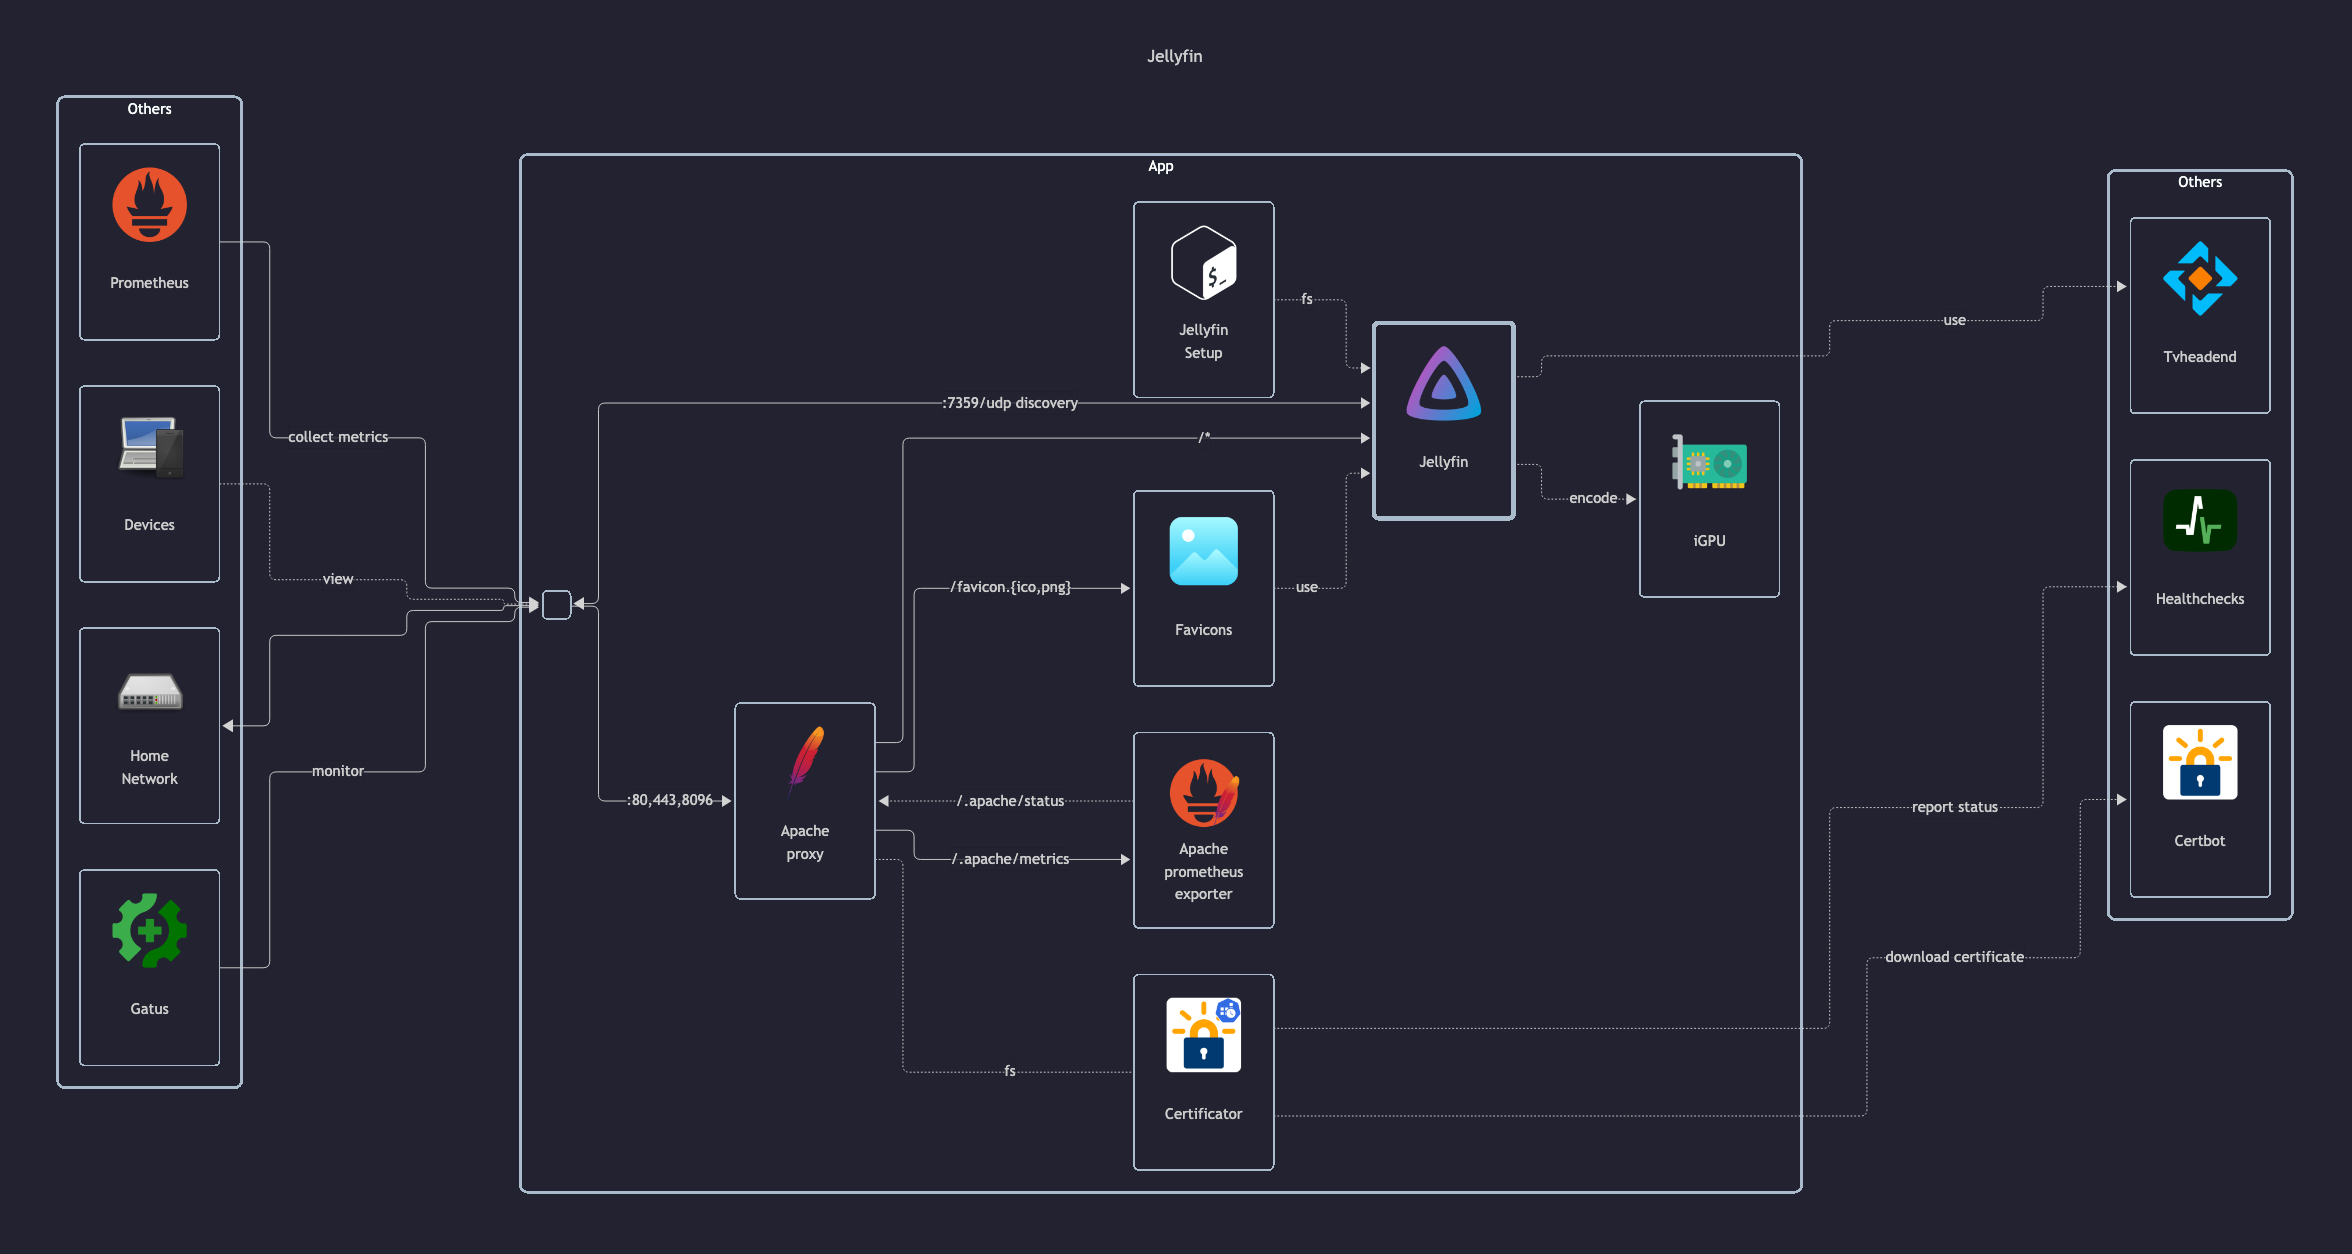 Jellyfin
Others
Prometheus
Devices
Home
Network
Gatus
collect metrics
view
monitor
App
Jellyfin
Setup
fs
:7359/udp discovery
/*
Jellyfin
encode
iGPU
/favicon.{ico,png}
Favicons
use
:80,443,8096
Apache
proxy
/.apache/status
/.apache/metrics
Apache
prometheus
exporter
fs
Certificator
use
report status
download certificate
Others
Tvheadend
Healthchecks
Certbot
$_